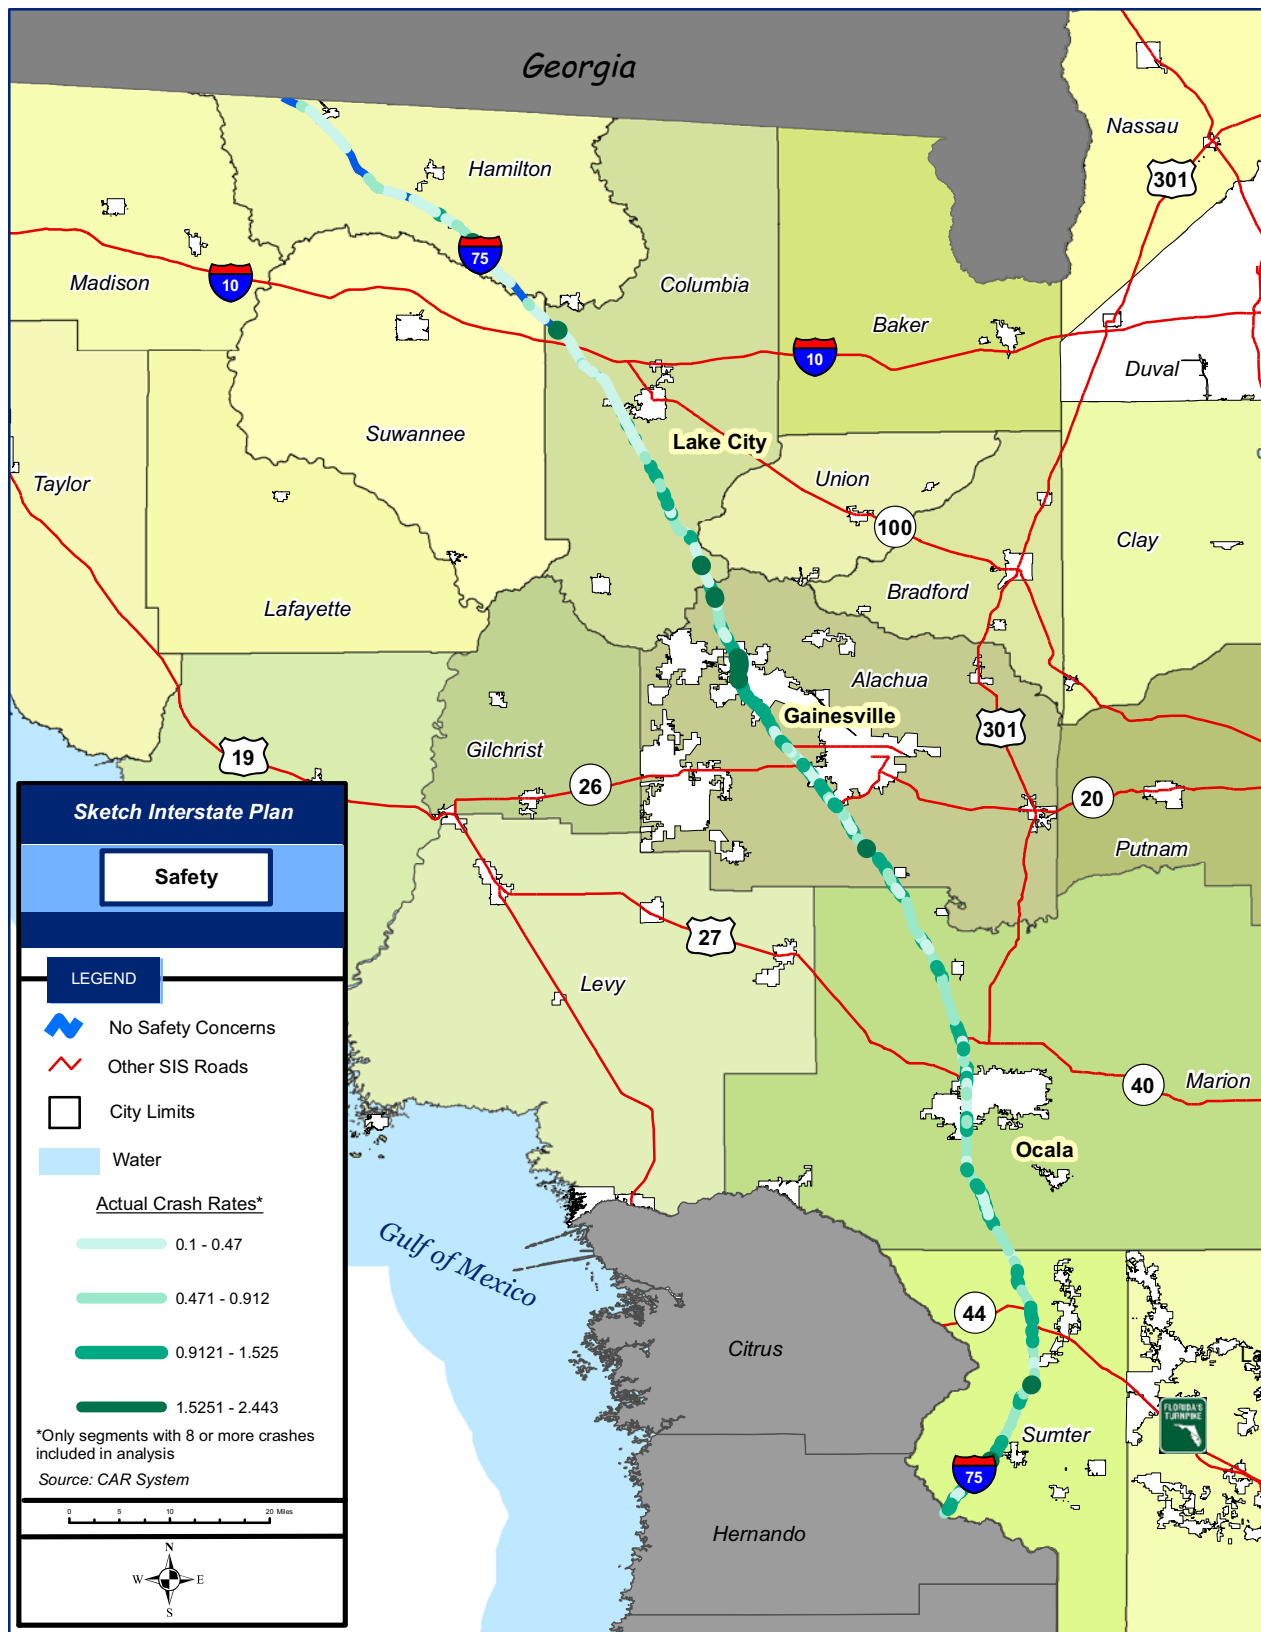 Georgia
Nassau
301
Hamilton
75
Madison
10
Columbia
Baker
10
Duval
Suwannee
Lake City
Taylor
Union
100
Clay
Lafayette
Bradford
Alachua
Gainesville
301
19
Gilchrist
26
20
Putnam
27
Levy
40
Marion
Ocala
Gulf of Mexico
44
Citrus
La
FLORIDA'S
TURNPIKE
Sumter
75
Hernando
Sketch Interstate Plan
Safety
LEGEND
No Safety Concerns
Other SIS Roads
City Limits
Water
Actual Crash Rates*
0.1 - 0.47
0.471 - 0.912
0.9121 - 1.525
1.5251 - 2.443
*Only segments with 8 or more crashes
included in analysis
Source: CAR System
0 5 10 20 Miles
N
W E
S